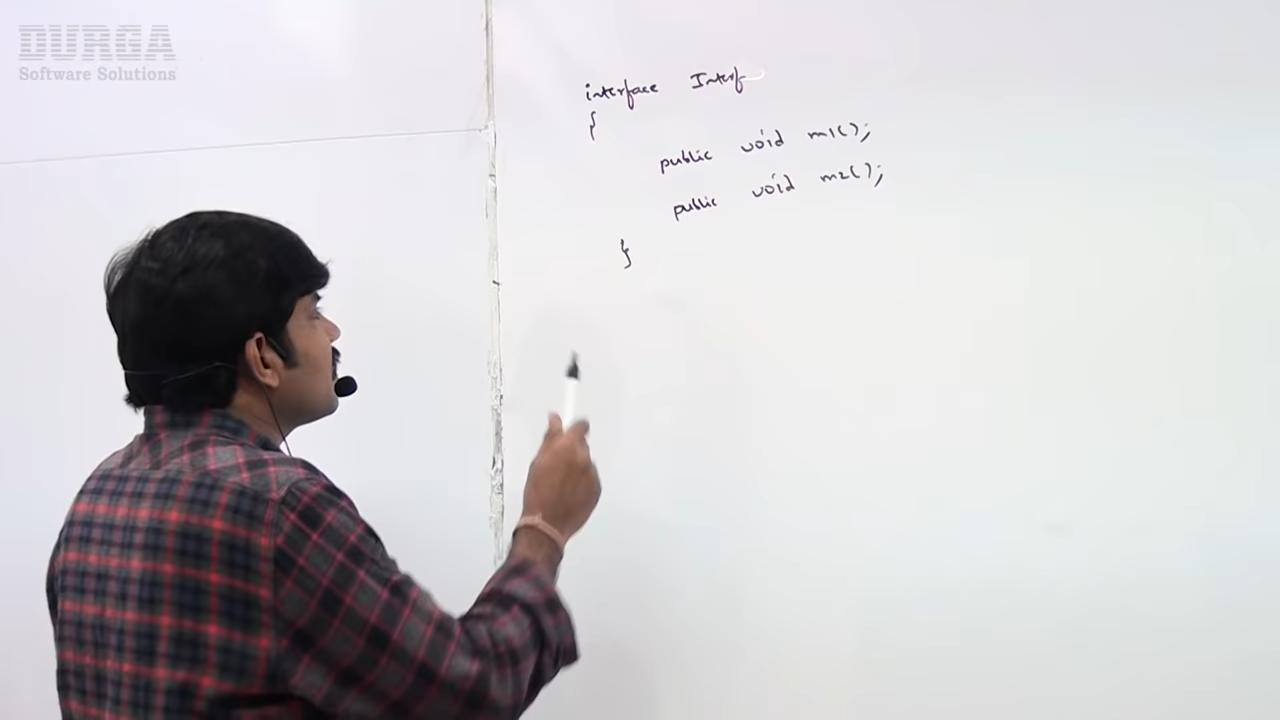 DURGA
Software Solutions
interface Interf
{
public void m1();
public void m2();
}